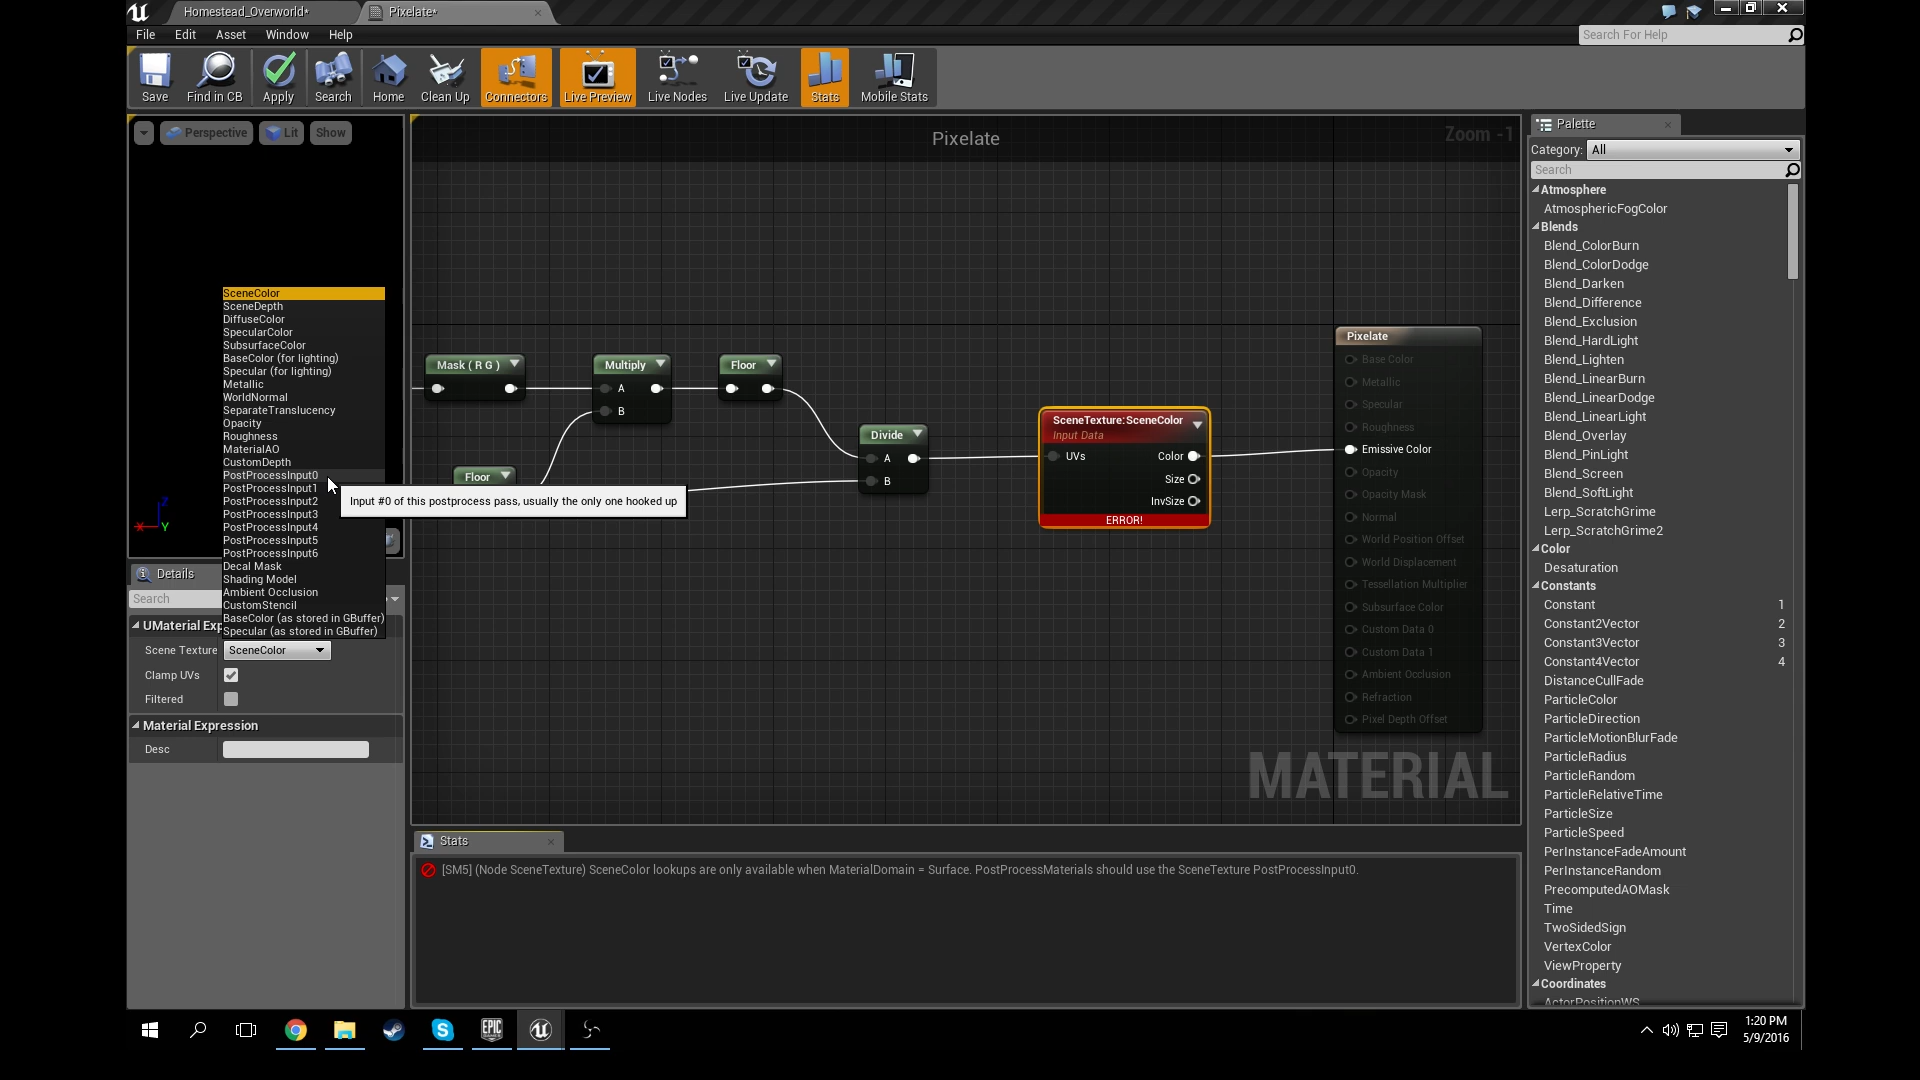 Homestead_Overworld*
Pixelate*
File Edit Asset Window Help
Search For Help
Save Find in CB Apply Search Home Clean Up Connectors Live Preview Live Nodes Live Update Stats Mobile Stats
Perspective Lit Show
Pixelate
Zoom -1
SceneColor
SceneDepth
DiffuseColor
SpecularColor
SubsurfaceColor
BaseColor (for lighting)
Specular (for lighting)
Metallic
WorldNormal
SeparateTranslucency
Opacity
Roughness
MaterialAO
CustomDepth
PostProcessInput0
PostProcessInput1
PostProcessInput2
PostProcessInput3
PostProcessInput4
PostProcessInput5
PostProcessInput6
Decal Mask
Shading Model
Ambient Occlusion
CustomStencil
BaseColor (as stored in GBuffer)
Specular (as stored in GBuffer)
Input #0 of this postprocess pass, usually the only one hooked up
Z
X
Y
Details
Search
UMaterial Exp
Scene Texture SceneColor
Clamp UVs
Filtered
Material Expression
Desc
Mask ( R G )
Multiply
A
B
Floor
Floor
Divide
A
B
SceneTexture:SceneColor
Input Data
UVs Color
Size
InvSize
ERROR!
Pixelate
Base Color
Metallic
Specular
Roughness
Emissive Color
Opacity
Opacity Mask
Normal
World Position Offset
World Displacement
Tessellation Multiplier
Subsurface Color
Custom Data 0
Custom Data 1
Ambient Occlusion
Refraction
Pixel Depth Offset
MATERIAL
Stats
[SM5] (Node SceneTexture) SceneColor lookups are only available when MaterialDomain = Surface. PostProcessMaterials should use the SceneTexture PostProcessInput0.
Palette
Category: All
Search
Atmosphere
AtmosphericFogColor
Blends
Blend_ColorBurn
Blend_ColorDodge
Blend_Darken
Blend_Difference
Blend_Exclusion
Blend_HardLight
Blend_Lighten
Blend_LinearBurn
Blend_LinearDodge
Blend_LinearLight
Blend_Overlay
Blend_PinLight
Blend_Screen
Blend_SoftLight
Lerp_ScratchGrime
Lerp_ScratchGrime2
Color
Desaturation
Constants
Constant 1
Constant2Vector 2
Constant3Vector 3
Constant4Vector 4
DistanceCullFade
ParticleColor
ParticleDirection
ParticleMotionBlurFade
ParticleRadius
ParticleRandom
ParticleRelativeTime
ParticleSize
ParticleSpeed
PerInstanceFadeAmount
PerInstanceRandom
PrecomputedAOMask
Time
TwoSidedSign
VertexColor
ViewProperty
Coordinates
ActorPositionWS
EPIC
GAMES
1:20 PM
5/9/2016